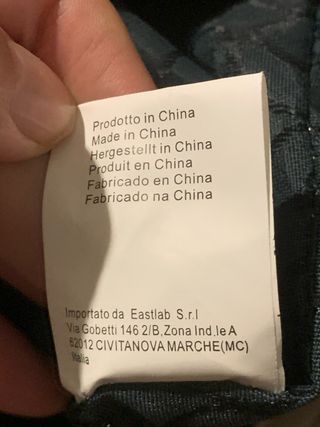 Prodotto in China
Made in China
Hergestellt in China
Produit en China
Fabricado en China
Fabricado na China
Importato da Eastlab S.r.l
Via Gobetti 146 2/B, Zona Ind.le A
62012 CIVITANOVA MARCHE(MC)
Italia